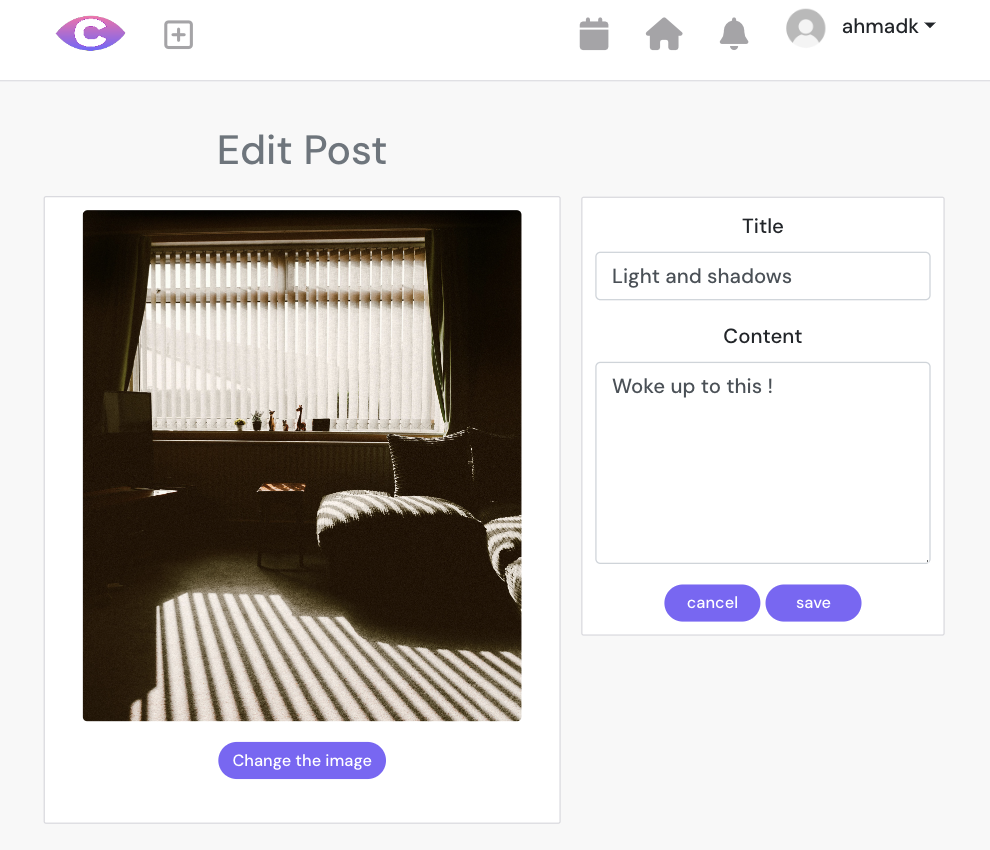 C
ahmadk
Edit Post
Title
Light and shadows
Content
Woke up to this !
cancel save
Change the image